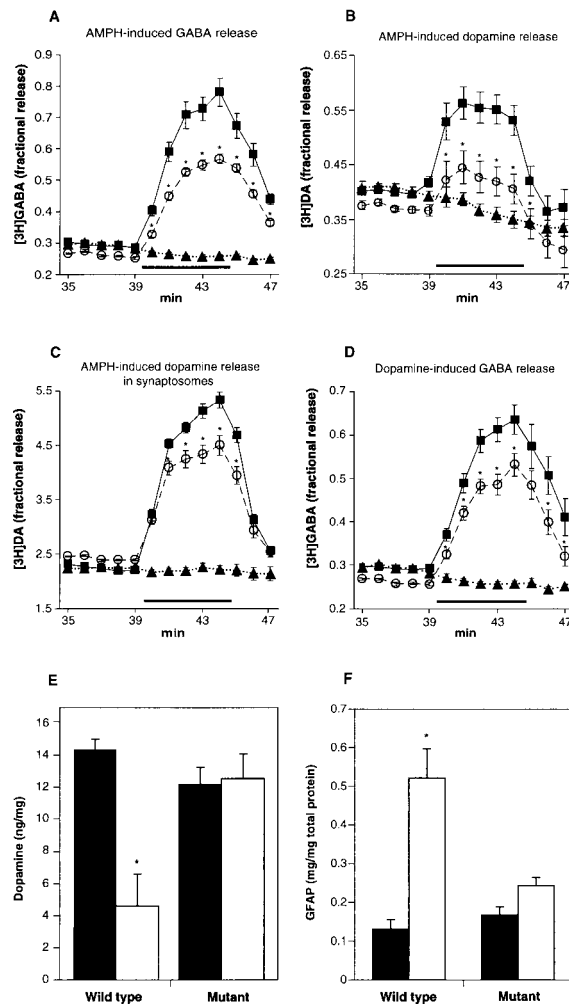 A
AMPH-induced GABA release
[3H]GABA (fractional release)
0.9
0.8
0.7
0.6
0.5
0.4
0.3
0.2
35
39
43
47
min
B
AMPH-induced dopamine release
[3H]DA (fractional release)
0.65
0.55
0.45
0.35
0.25
35
39
43
47
min
C
AMPH-induced dopamine release
in synaptosomes
[3H]DA (fractional release)
5.5
4.5
3.5
2.5
1.5
35
39
43
47
min
D
Dopamine-induced GABA release
[3H]GABA (fractional release)
0.7
0.6
0.5
0.4
0.3
0.2
35
39
43
47
min
E
Dopamine (ng/mg)
16
14
12
10
8
6
4
2
0
*
Wild type
Mutant
F
GFAP (mg/mg total protein)
0.7
0.6
0.5
0.4
0.3
0.2
0.1
0
*
Wild type
Mutant